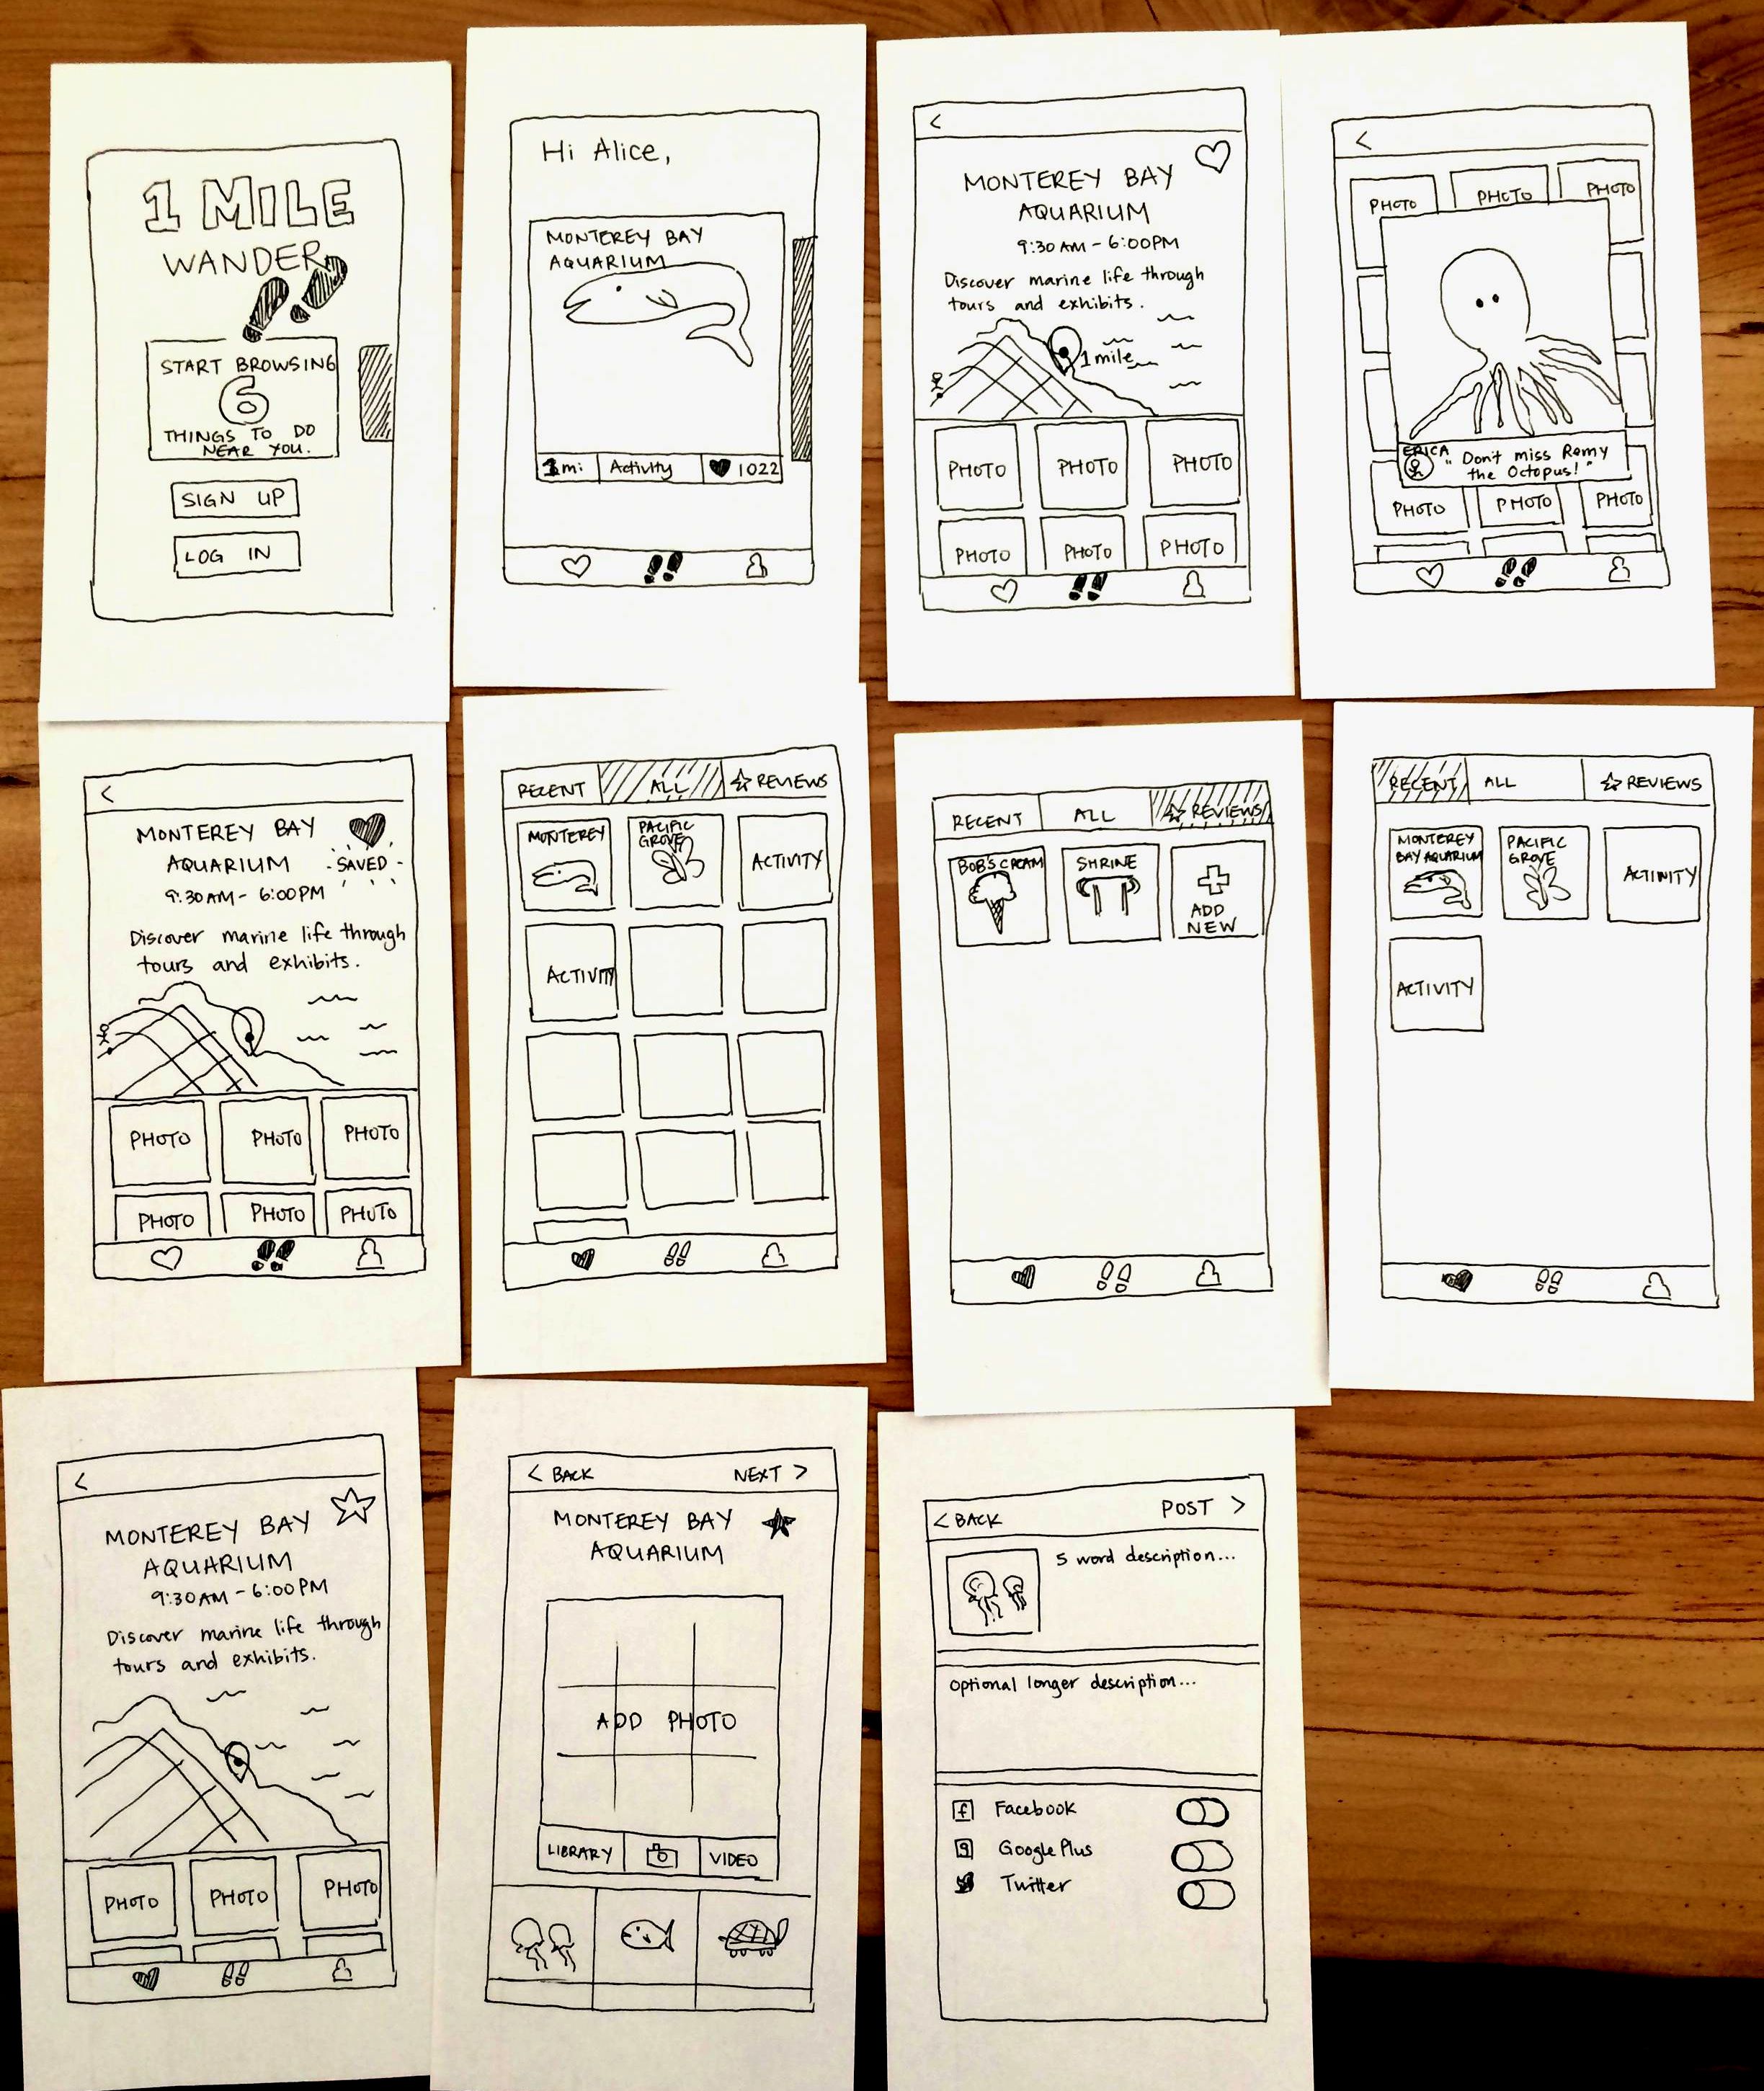 1 MILE
WANDER
START BROWSING
6
THINGS TO DO
NEAR YOU.
SIGN UP
LOG IN
Hi Alice,
MONTEREY BAY
AQUARIUM
1mi Activity 1022
<
MONTEREY BAY
AQUARIUM
9:30 AM - 6:00PM
Discover marine life through
tours and exhibits.
1 mile
PHOTO PHOTO PHOTO
PHOTO PHOTO PHOTO
<
PHOTO PHOTO PHOTO
ERICA
"Don't miss Remy
the Octopus!"
PHOTO PHOTO PHOTO
<
MONTEREY BAY
AQUARIUM
SAVED
9:30AM - 6:00PM
Discover marine life through
tours and exhibits.
PHOTO PHOTO PHOTO
PHOTO PHOTO PHOTO
RECENT ALL REVIEWS
MONTEREY PACIFIC
GROVE ACTIVITY
ACTIVITY
RECENT ALL REVIEWS
BOB'S CREAM SHRINE
ADD
NEW
RECENT ALL REVIEWS
MONTEREY
BAY AQUARIUM
PACIFIC
GROVE
ACTIVITY
ACTIVITY
<
MONTEREY BAY
AQUARIUM
9:30AM - 6:00PM
Discover marine life through
tours and exhibits.
PHOTO PHOTO PHOTO
< BACK NEXT >
MONTEREY BAY
AQUARIUM
ADD PHOTO
LIBRARY VIDEO
< BACK POST >
5 word description...
Optional longer description...
f Facebook
g Google Plus
Twitter